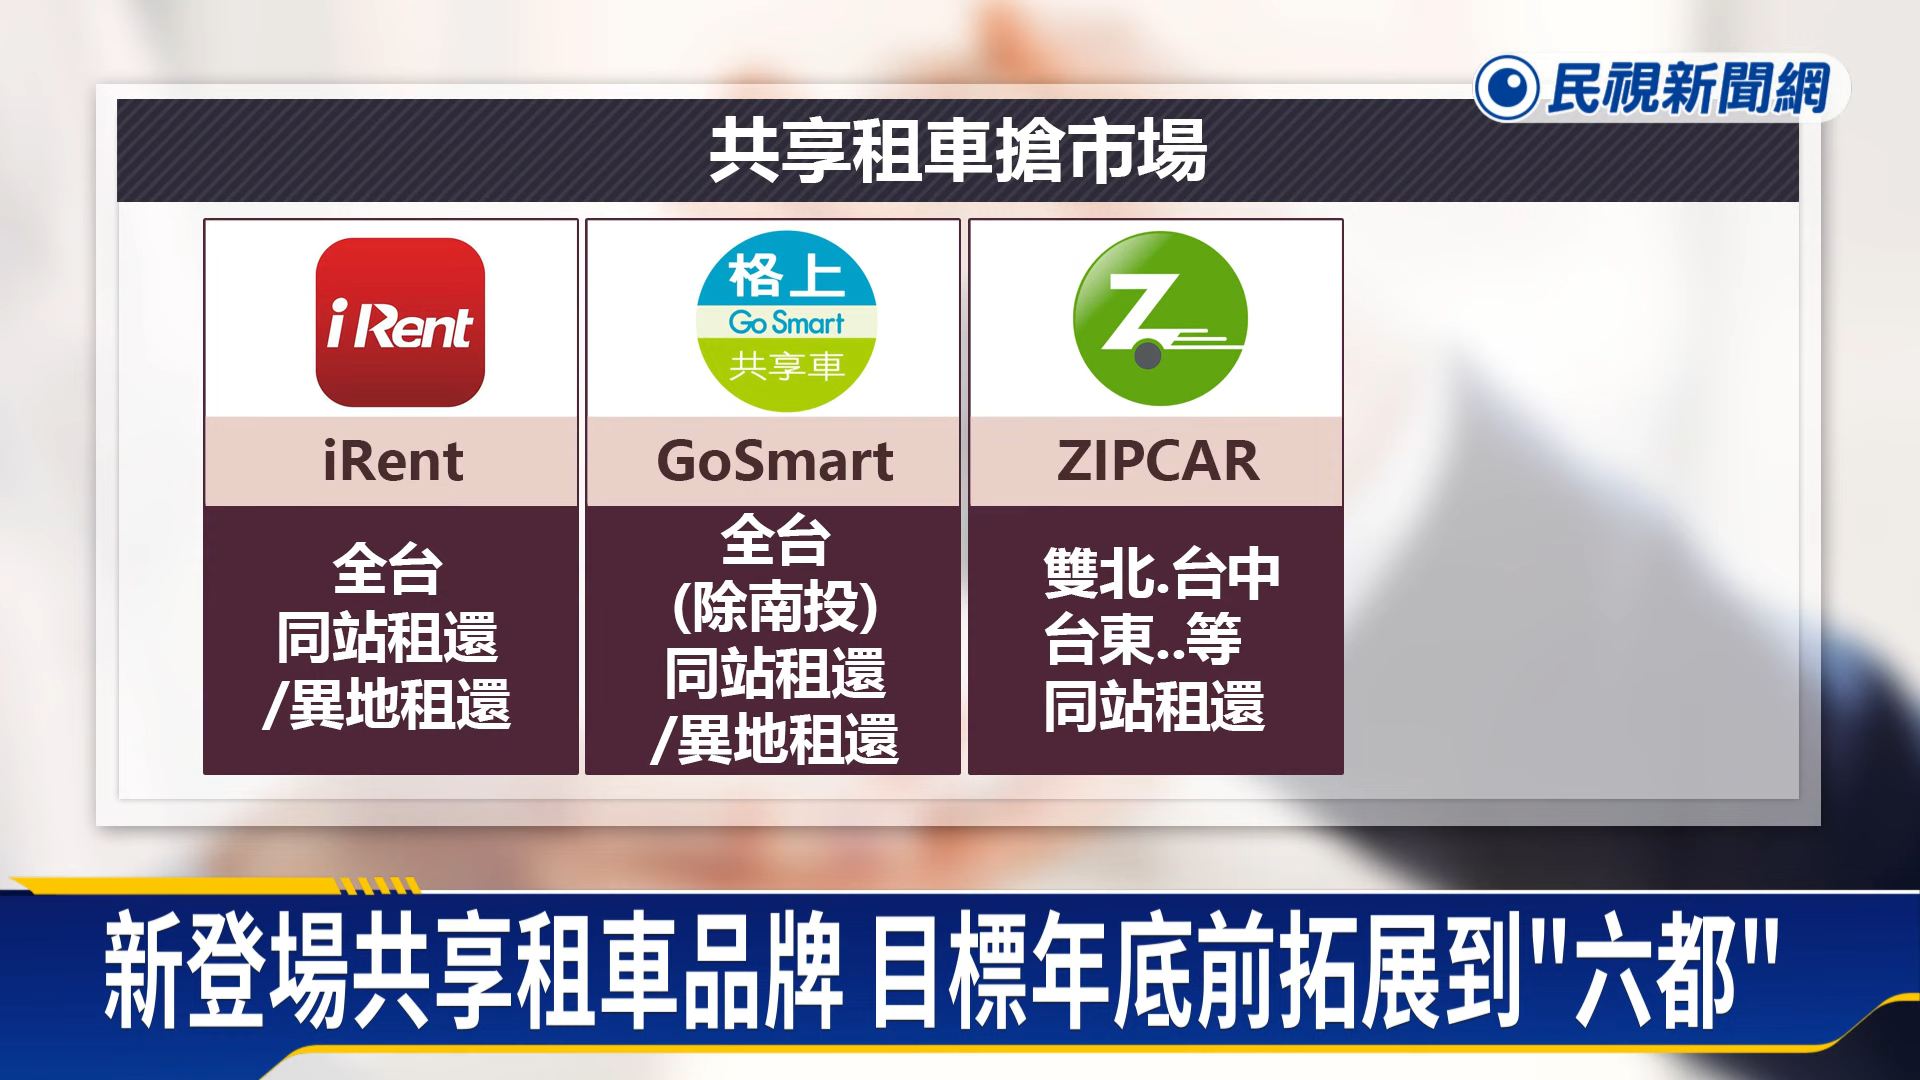 民視新聞網
共享租車搶市場
iRent
格上
Go Smart
共享車
Z
iRent
GoSmart
ZIPCAR
全台
同站租還
/異地租還
全台
(除南投)
同站租還
/異地租還
雙北.台中
台東..等
同站租還
新登場共享租車品牌 目標年底前拓展到"六都"